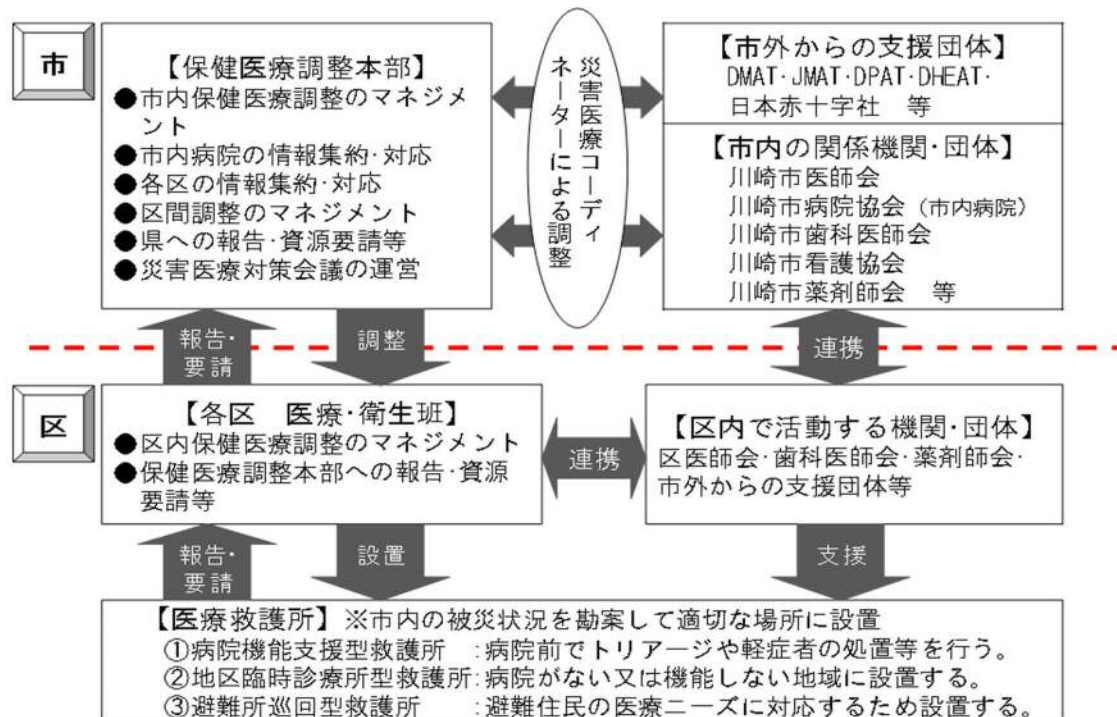 市
【保健医療調整本部】
●市内保健医療調整のマネジメ
ント
●市内病院の情報集約・対応
●各区の情報集約・対応
●区間調整のマネジメント
●県への報告・資源要請等
●災害医療対策会議の運営
災害医療コーディ
ネーターによる調整
【市外からの支援団体】
DMAT・JMAT・DPAT・DHEAT・
日本赤十字社 等
【市内の関係機関・団体】
川崎市医師会
川崎市病院協会（市内病院）
川崎市歯科医師会
川崎市看護協会
川崎市薬剤師会 等
報告・
要請
調整
連携
区
【各区 医療・衛生班】
●区内保健医療調整のマネジメント
●保健医療調整本部への報告・資源
要請等
連携
【区内で活動する機関・団体】
区医師会・歯科医師会・薬剤師会・
市外からの支援団体等
報告・
要請
設置
支援
【医療救護所】※市内の被災状況を勘案して適切な場所に設置
①病院機能支援型救護所 :病院前でトリアージや軽症者の処置等を行う。
②地区臨時診療所型救護所:病院がない又は機能しない地域に設置する。
③避難所巡回型救護所 :避難住民の医療ニーズに対応するため設置する。